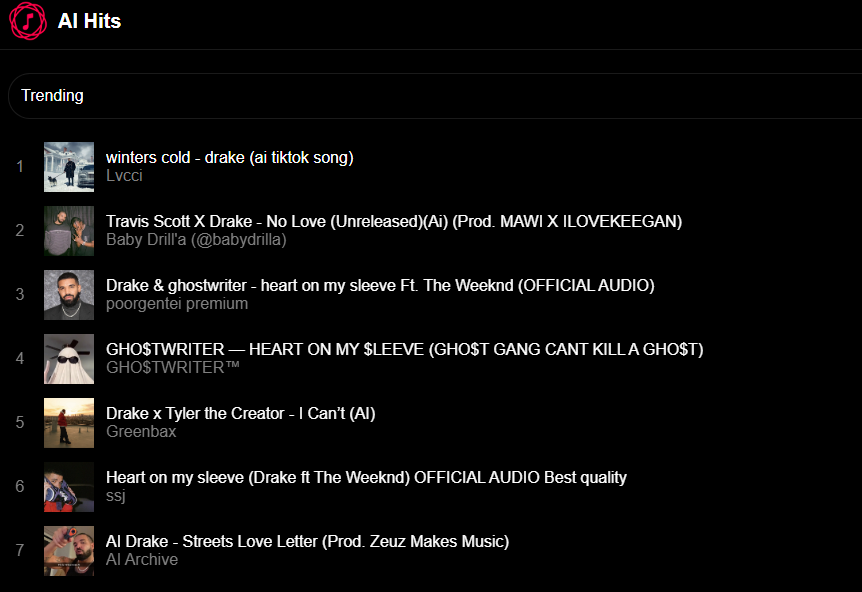 AI Hits
Trending
1
winters cold - drake (ai tiktok song)
Lvcci
2
Travis Scott X Drake - No Love (Unreleased)(Ai) (Prod. MAWI X ILOVEKEEGAN)
Baby Drill'a (@babydrilla)
3
Drake & ghostwriter - heart on my sleeve Ft. The Weeknd (OFFICIAL AUDIO)
poorgentei premium
4
GHO$TWRITER — HEART ON MY $LEEVE (GHO$T GANG CANT KILL A GHO$T)
GHO$TWRITER™
5
Drake x Tyler the Creator - I Can’t (AI)
Greenbax
6
Heart on my sleeve (Drake ft The Weeknd) OFFICIAL AUDIO Best quality
ssj
7
AI Drake - Streets Love Letter (Prod. Zeuz Makes Music)
AI Archive